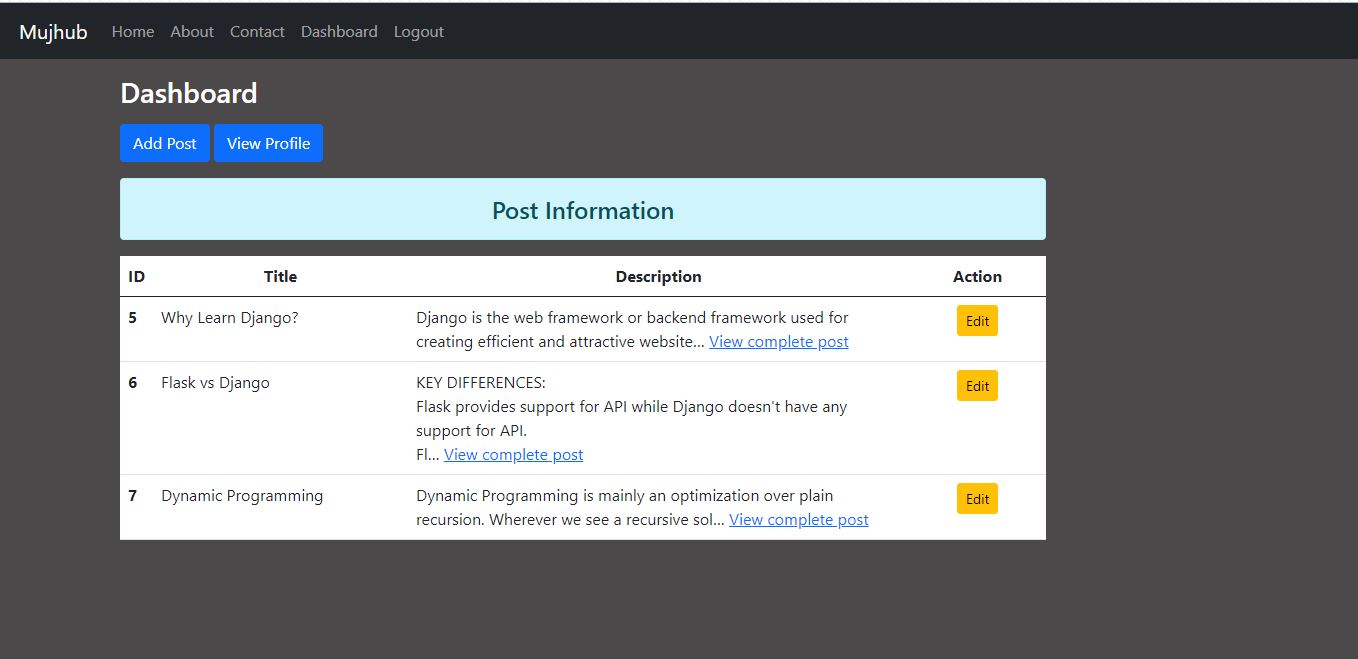 Mujhub Home About Contact Dashboard Logout
Dashboard
Add Post View Profile
Post Information
ID Title Description Action
5 Why Learn Django? Django is the web framework or backend framework used for Edit
creating efficient and attractive website... View complete post
6 Flask vs Django KEY DIFFERENCES: Edit
Flask provides support for API while Django doesn't have any
support for API.
Fl... View complete post
7 Dynamic Programming Dynamic Programming is mainly an optimization over plain Edit
recursion. Wherever we see a recursive sol... View complete post